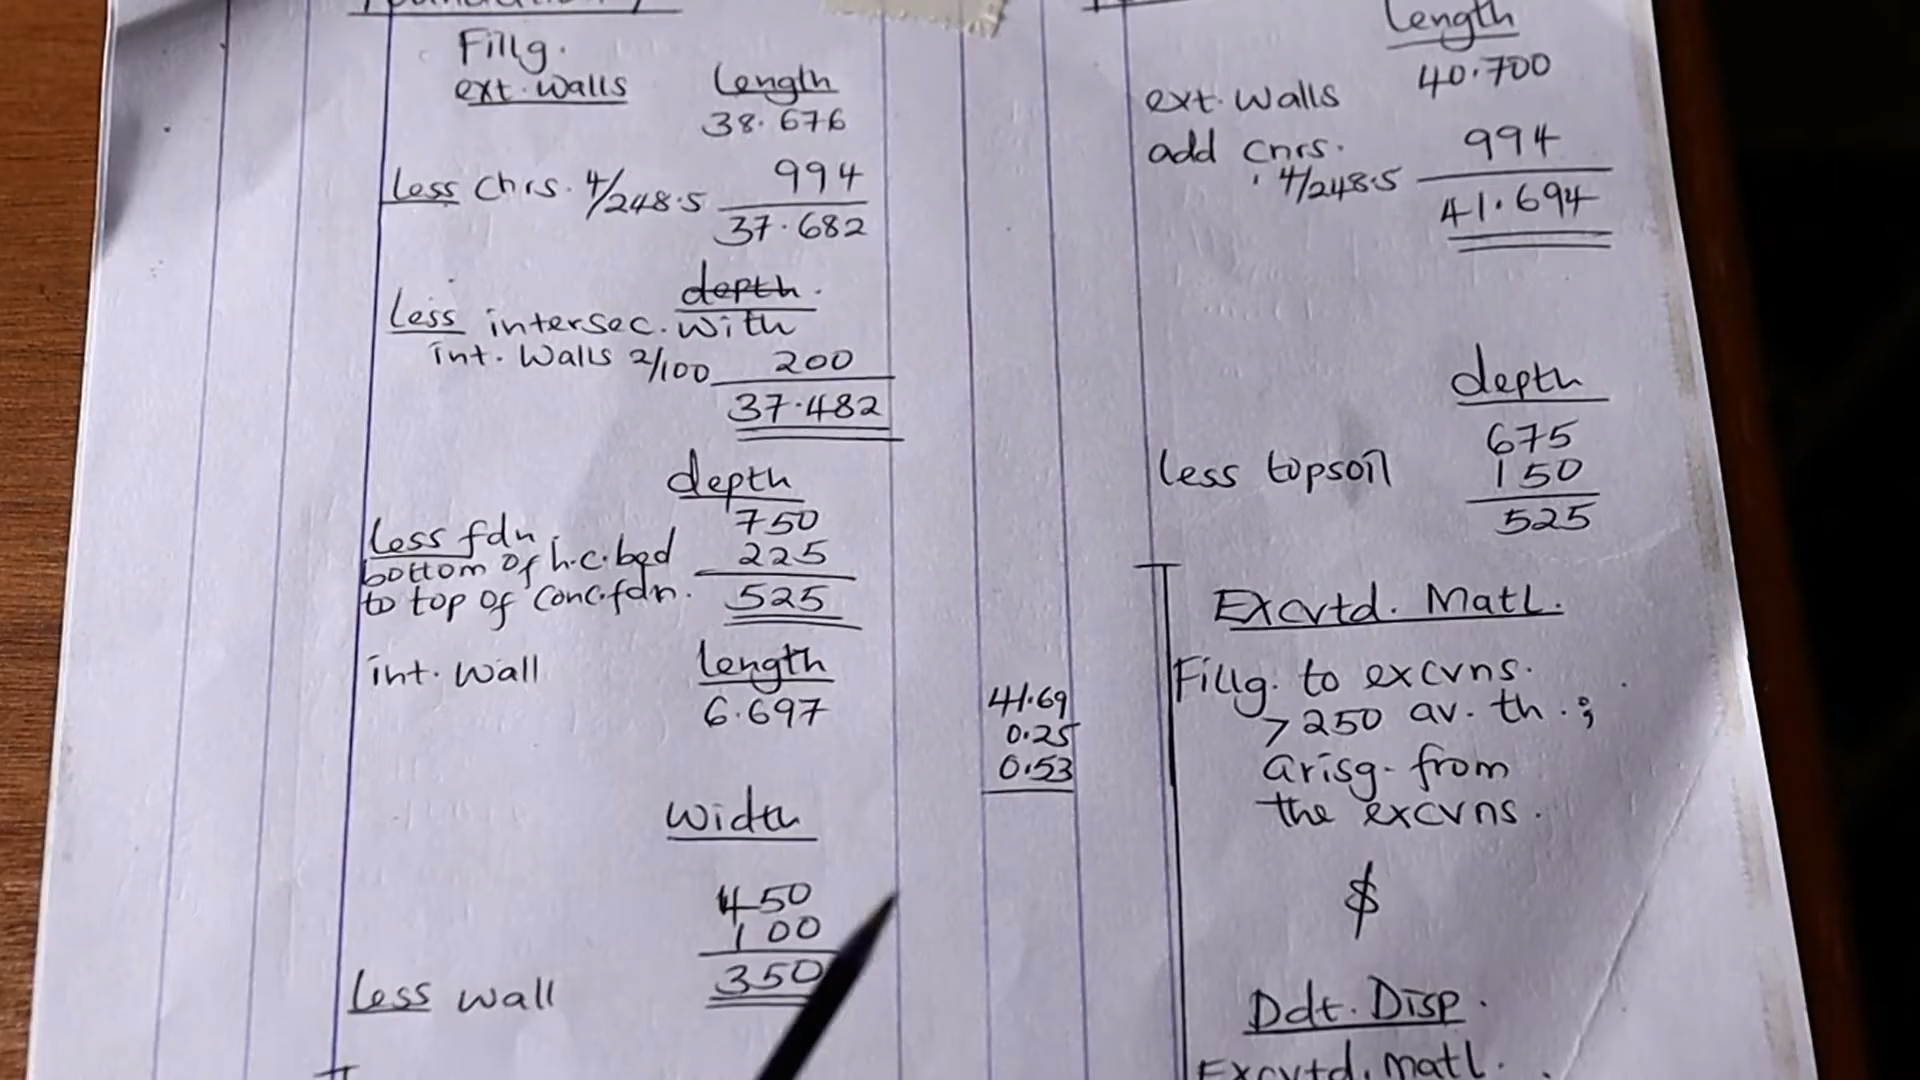 Fillg.
ext. walls Length
38.676
Less Cnrs. 4/248.5 994
37.682
depth.
Less intersec. with
int. Walls 2/100 200
37.482
depth
750
Less fdn
bottom of h.c. bed 225
to top of conc. fdn. 525
int. wall Length
6.697
Width
450
100
Less wall 350
Length
ext. walls 40.700
add cnrs. 994
4/248.5
41.694
depth
675
less topsoil 150
525
Excvtd. Matl.
41.69 Fillg. to excvns.
0.25 >250 av. th.;
0.53 arisg. from
the excvns.
$
Ddt. Disp.
Excvtd. matl.